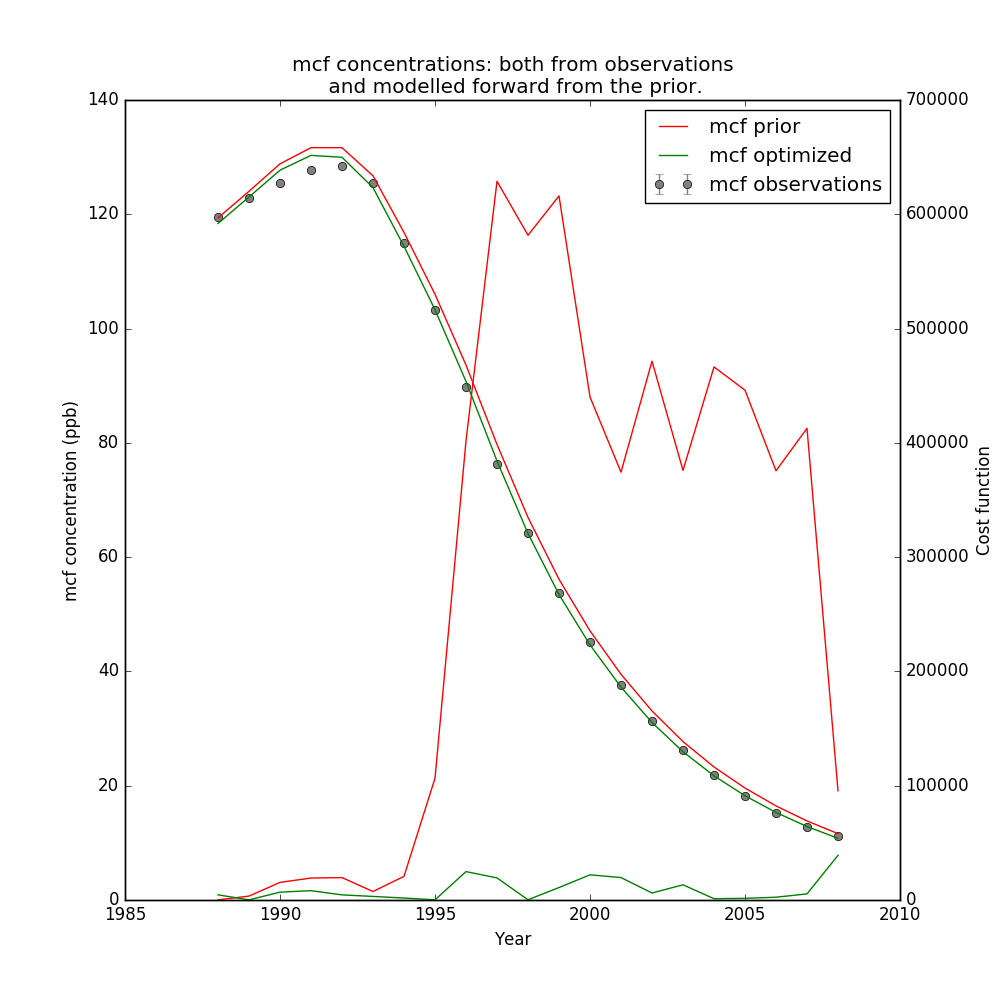 mcf concentrations: both from observations
and modelled forward from the prior.
140
120
100
80
60
40
20
0
mcf concentration (ppb)
700000
600000
500000
400000
300000
200000
100000
0
Cost function
mcf prior
mcf optimized
mcf observations
1985
1990
1995
2000
2005
2010
Year